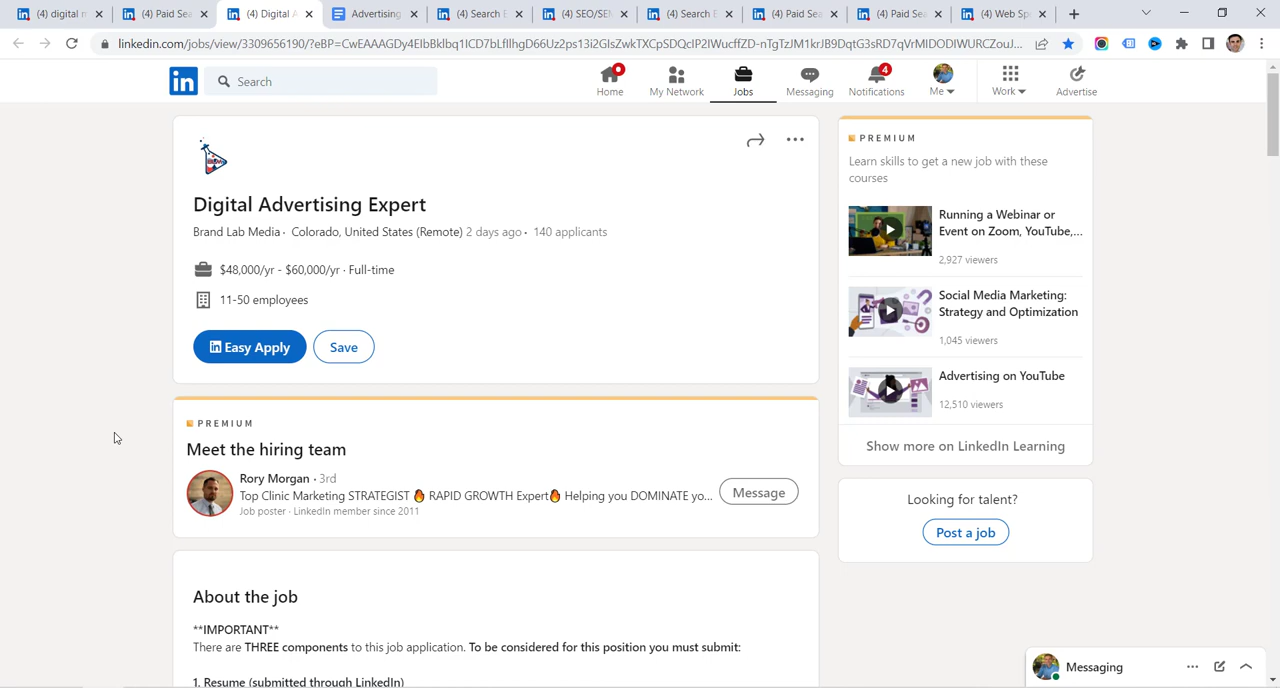 (4) digital n
(4) Paid Sea
(4) Digital A
Advertising
(4) Search E
(4) SEO/SEM
(4) Search E
(4) Paid Sea
(4) Paid Sea
(4) Web Spe
linkedin.com/jobs/view/3309656190/?eBP=CwEAAAGDy4ElbBklbq1ICD7bLfllhgD66Uz2ps13i2GlsZwkTXCpSDQcIP2IWucffZD-nTgTzJM1krJB9DqtG3sRD7qVrMIDODIWURCZouJ...
Search
Home
My Network
Jobs
Messaging
4
Notifications
Me
Work
Advertise
Digital Advertising Expert
Brand Lab Media · Colorado, United States (Remote) 2 days ago · 140 applicants
$48,000/yr - $60,000/yr · Full-time
11-50 employees
Easy Apply
Save
PREMIUM
Meet the hiring team
Rory Morgan · 3rd
Top Clinic Marketing STRATEGIST 🔥 RAPID GROWTH Expert🔥 Helping you DOMINATE yo...
Job poster · LinkedIn member since 2011
Message
About the job
**IMPORTANT**
There are THREE components to this job application. To be considered for this position you must submit:
1. Resume (submitted through LinkedIn)
PREMIUM
Learn skills to get a new job with these
courses
Running a Webinar or
Event on Zoom, YouTube,...
2,927 viewers
Social Media Marketing:
Strategy and Optimization
1,045 viewers
Advertising on YouTube
12,510 viewers
Show more on LinkedIn Learning
Looking for talent?
Post a job
Messaging